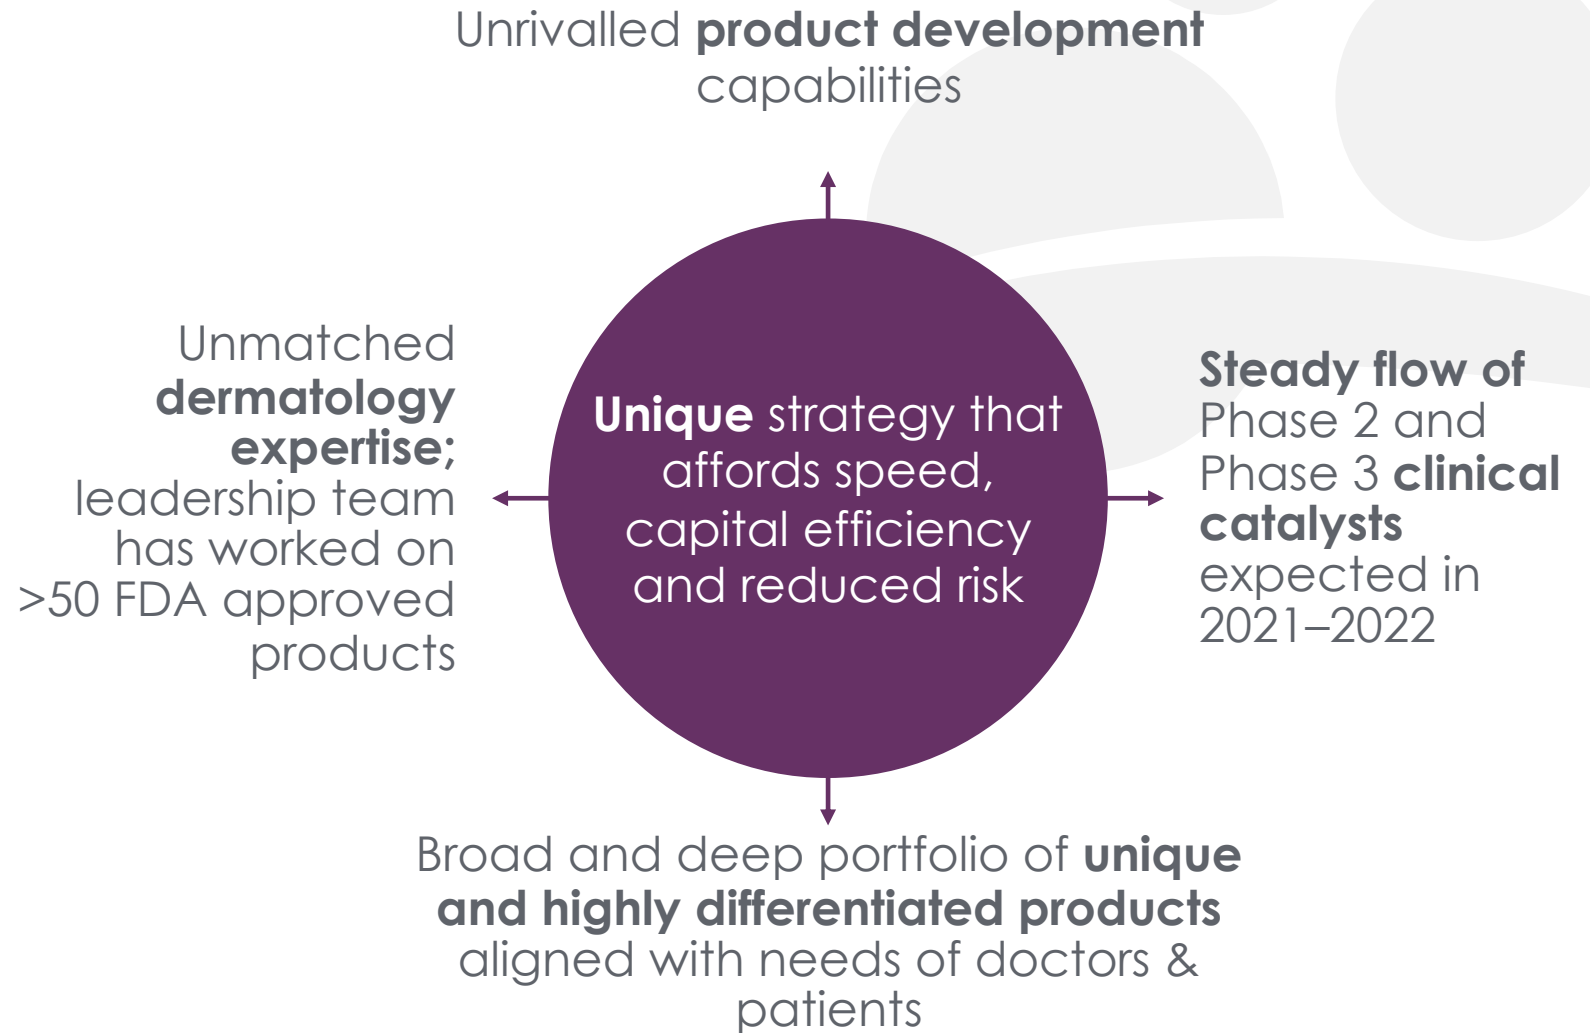 Unrivalled product development
capabilities
Unmatched
dermatology
expertise;
leadership team
has worked on
>50 FDA approved
products
Unique strategy that
affords speed,
capital efficiency
and reduced risk
Steady flow of
Phase 2 and
Phase 3 clinical
catalysts
expected in
2021–2022
Broad and deep portfolio of unique
and highly differentiated products
aligned with needs of doctors &
patients